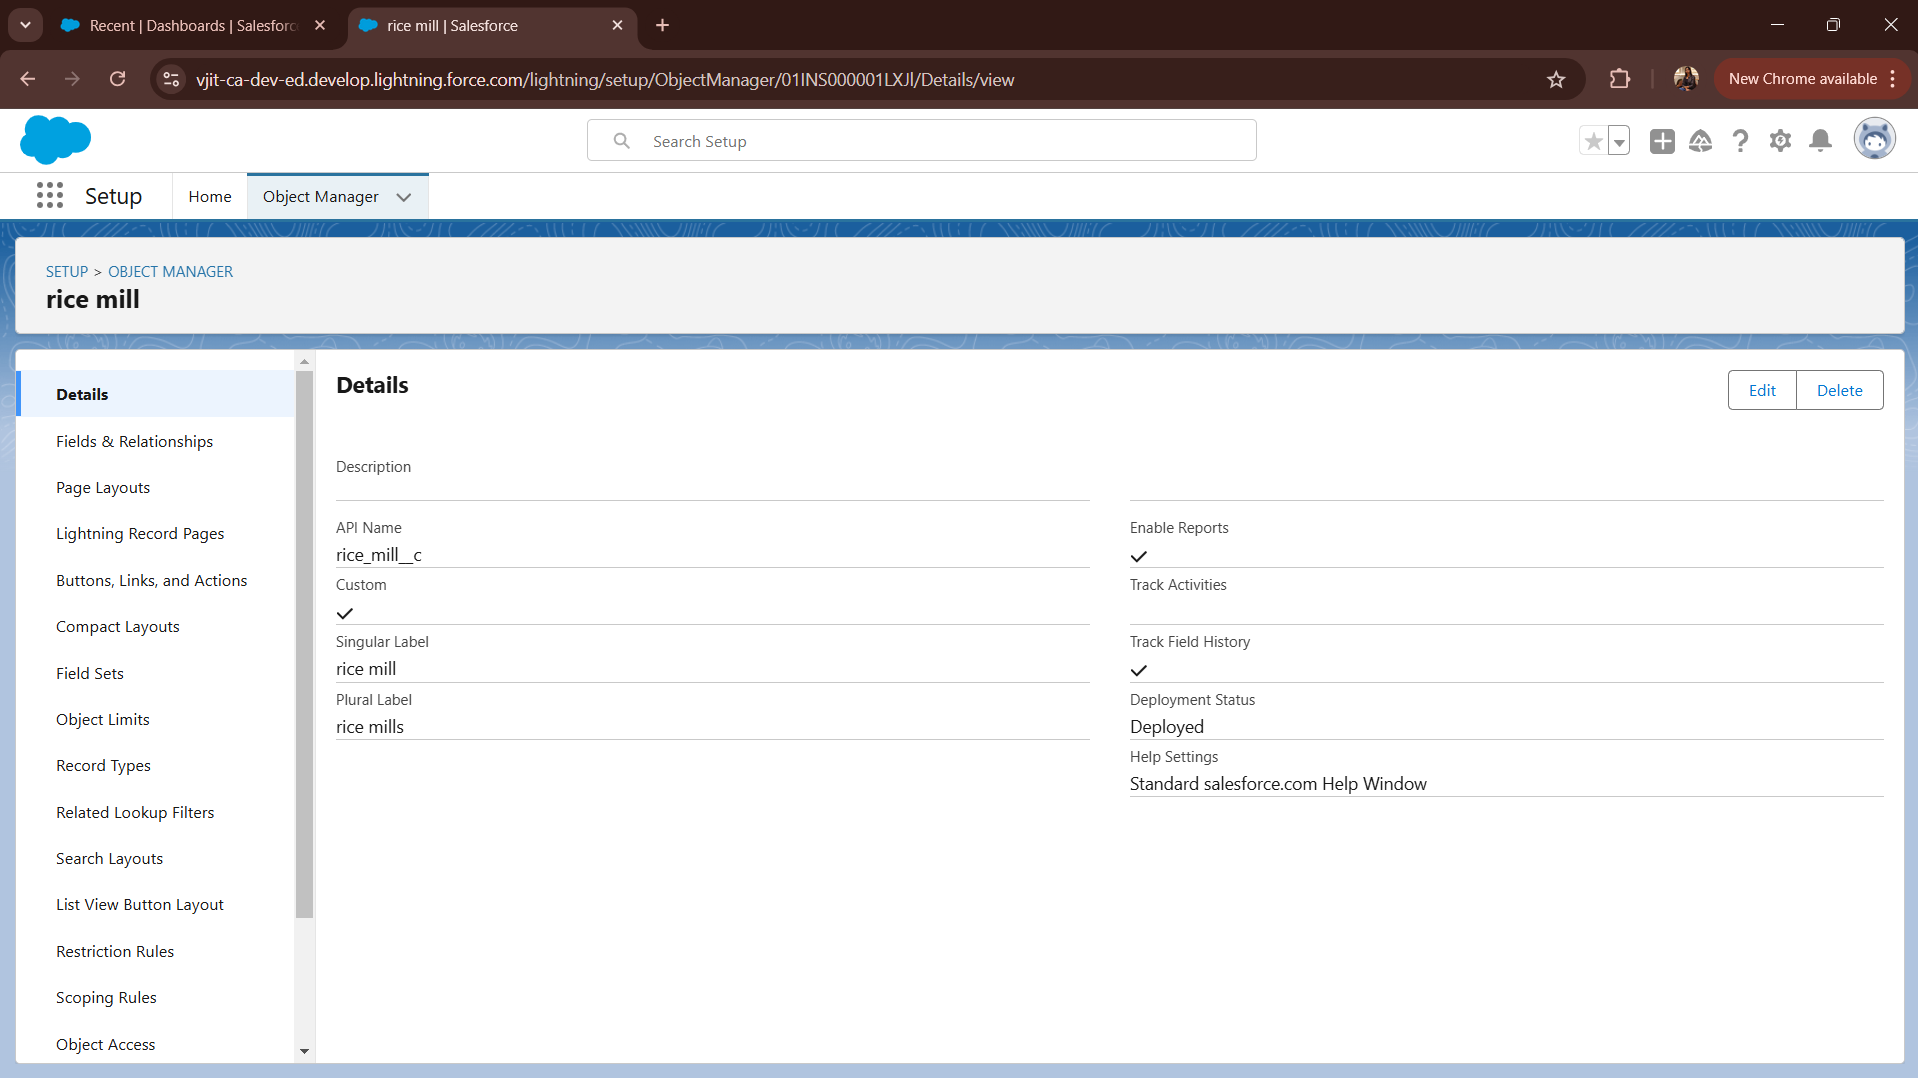 Recent | Dashboards | Salesforc
rice mill | Salesforce
vjit-ca-dev-ed.develop.lightning.force.com/lightning/setup/ObjectManager/01INS000001LXJl/Details/view
New Chrome available
Search Setup
Setup
Home
Object Manager
SETUP > OBJECT MANAGER
rice mill
Details
Fields & Relationships
Page Layouts
Lightning Record Pages
Buttons, Links, and Actions
Compact Layouts
Field Sets
Object Limits
Record Types
Related Lookup Filters
Search Layouts
List View Button Layout
Restriction Rules
Scoping Rules
Object Access
Details
Edit
Delete
Description
API Name
rice_mill__c
Custom
Singular Label
rice mill
Plural Label
rice mills
Enable Reports
Track Activities
Track Field History
Deployment Status
Deployed
Help Settings
Standard salesforce.com Help Window